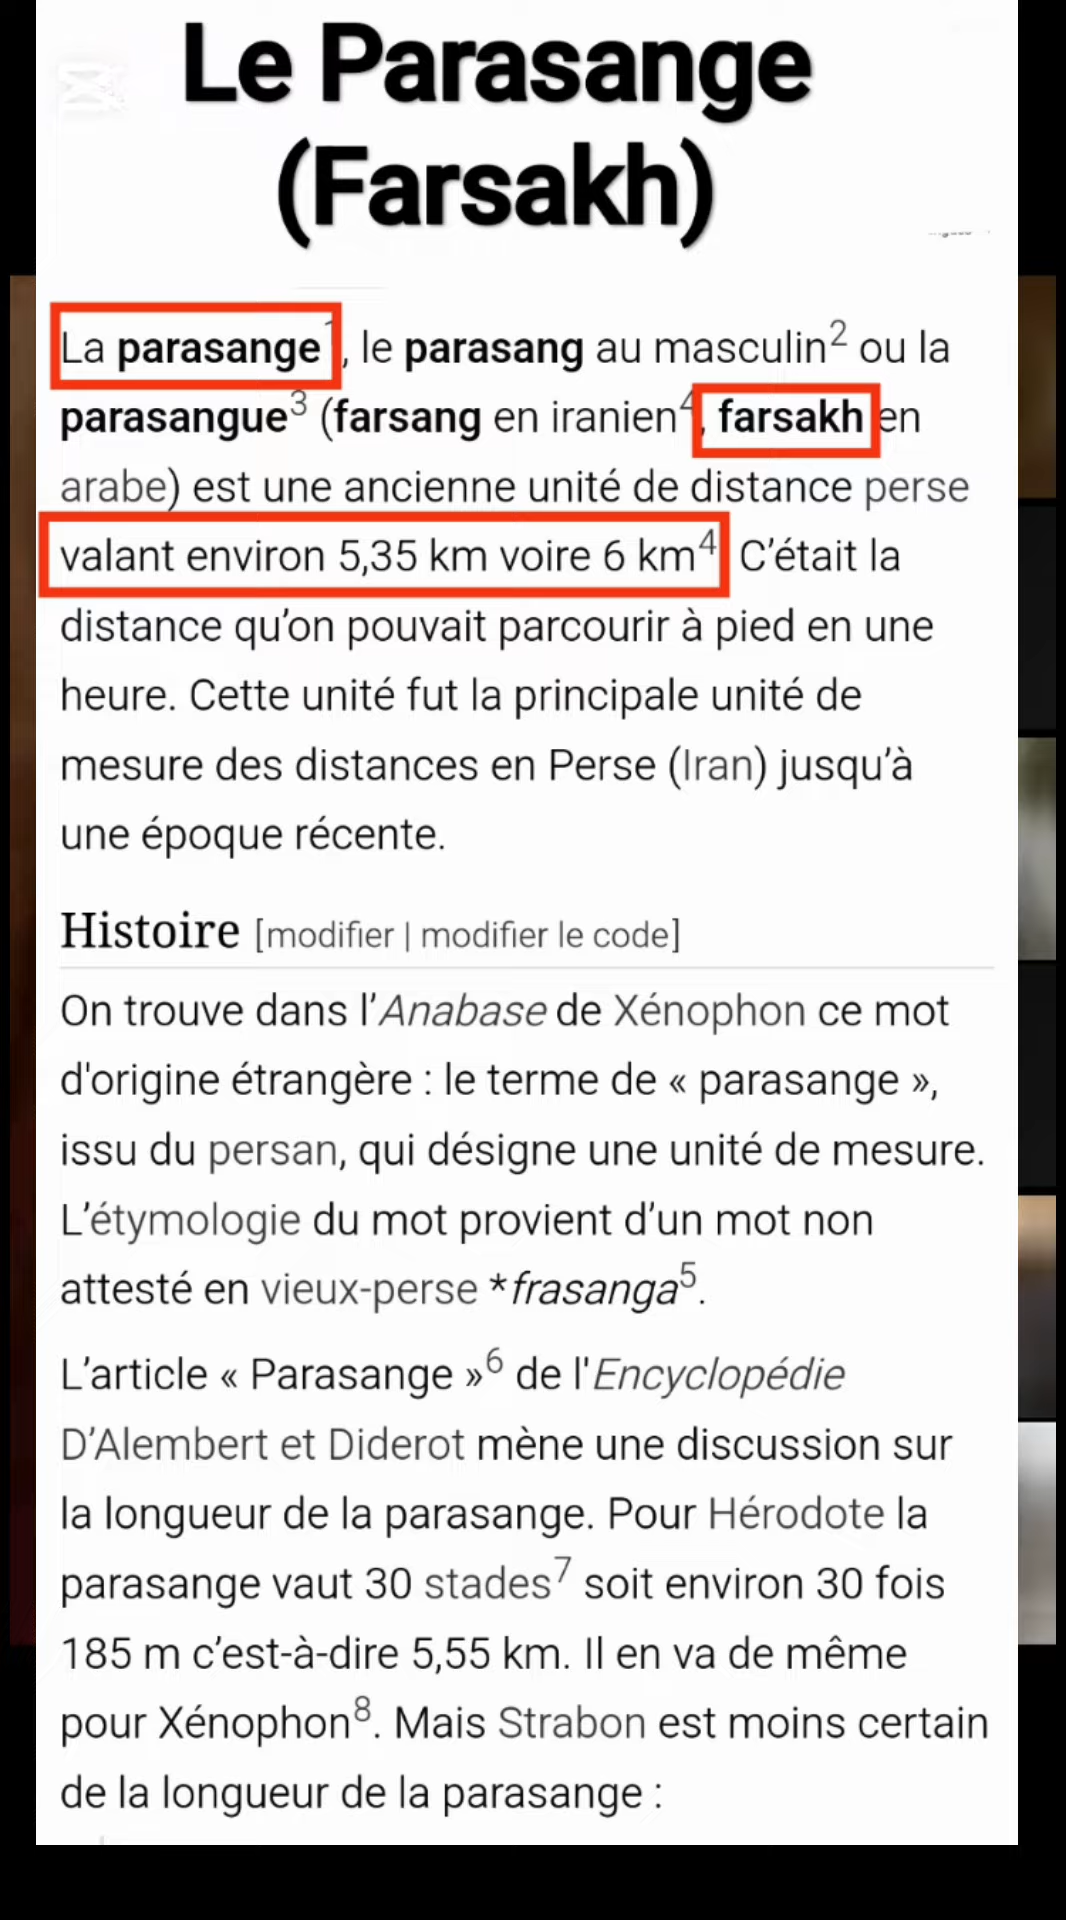 Le Parasange
(Farsakh)
La parasange1, le parasang au masculin2 ou la
parasangue3 (farsang en iranien4, farsakh en
arabe) est une ancienne unité de distance perse
valant environ 5,35 km voire 6 km4 C’était la
distance qu’on pouvait parcourir à pied en une
heure. Cette unité fut la principale unité de
mesure des distances en Perse (Iran) jusqu’à
une époque récente.
Histoire [modifier | modifier le code]
On trouve dans l’Anabase de Xénophon ce mot
d'origine étrangère : le terme de « parasange »,
issu du persan, qui désigne une unité de mesure.
L’étymologie du mot provient d’un mot non
attesté en vieux-perse *frasanga5.
L’article « Parasange »6 de l'Encyclopédie
D’Alembert et Diderot mène une discussion sur
la longueur de la parasange. Pour Hérodote la
parasange vaut 30 stades7 soit environ 30 fois
185 m c’est-à-dire 5,55 km. Il en va de même
pour Xénophon8. Mais Strabon est moins certain
de la longueur de la parasange :